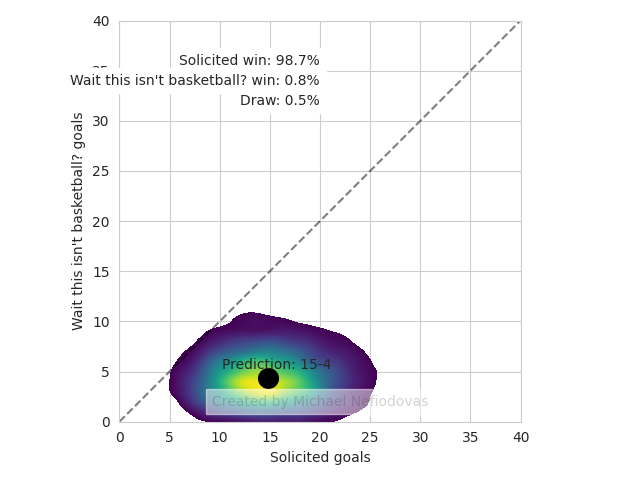 40
35
30
25
20
15
10
5
0
Wait this isn't basketball? goals
Solicited win: 98.7%
Wait this isn't basketball? win: 0.8%
Draw: 0.5%
Prediction: 15-4
Created by Michael Nefiodovas
0 5 10 15 20 25 30 35 40
Solicited goals